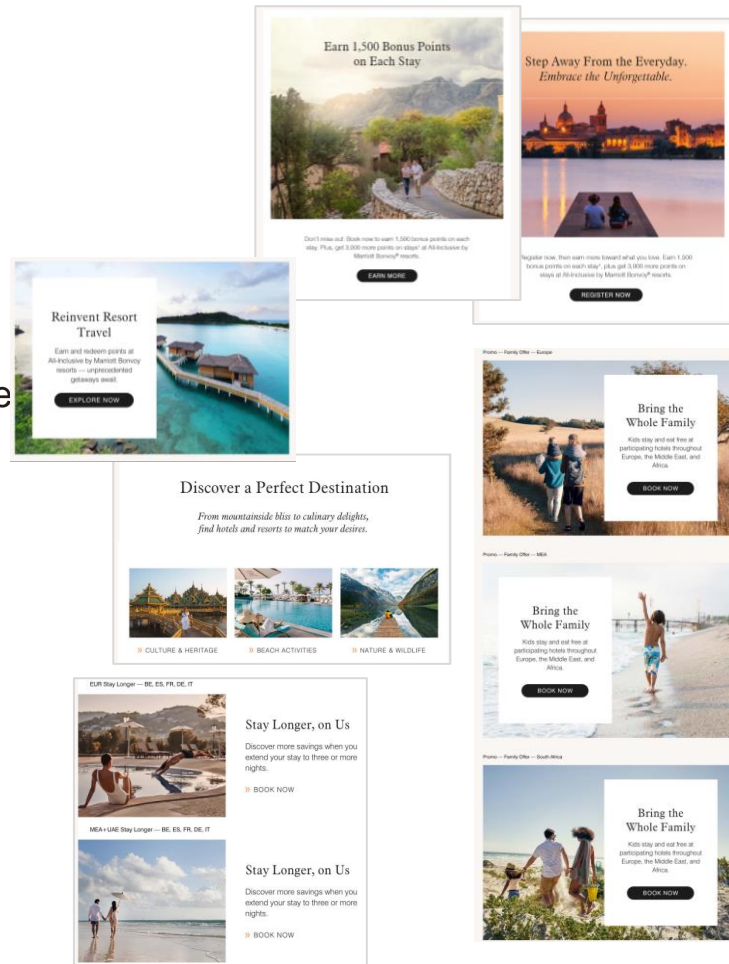 Earn 1,500 Bonus Points
on Each Stay
Don't miss out: Book now to earn 1,500 bonus points on each
stay. Plus, get 3,000 more points on stays* at All-Inclusive by
Marriott Bonvoy® resorts.
EARN MORE
Step Away From the Everyday.
Embrace the Unforgettable.
Register now, then earn more toward what you love. Earn 1,500
bonus points on each stay*, plus get 3,000 more points on
stays at All-Inclusive by Marriott Bonvoy® resorts.
REGISTER NOW
Reinvent Resort
Travel
Earn and redeem points at
All-Inclusive by Marriott Bonvoy
resorts — unprecedented
getaways await.
EXPLORE NOW
e
Discover a Perfect Destination
From mountainside bliss to culinary delights,
find hotels and resorts to match your desires.
» CULTURE & HERITAGE
» BEACH ACTIVITIES
» NATURE & WILDLIFE
EUR Stay Longer — BE, ES, FR, DE, IT
Stay Longer, on Us
Discover more savings when you
extend your stay to three or more
nights.
» BOOK NOW
MEA+UAE Stay Longer — BE, ES, FR, DE, IT
Stay Longer, on Us
Discover more savings when you
extend your stay to three or more
nights.
» BOOK NOW
Promo — Family Offer — Europe
Bring the
Whole Family
Kids stay and eat free at
participating hotels throughout
Europe, the Middle East, and
Africa.
BOOK NOW
Promo — Family Offer — MEA
Bring the
Whole Family
Kids stay and eat free at
participating hotels throughout
Europe, the Middle East, and
Africa.
BOOK NOW
Promo — Family Offer — South Africa
Bring the
Whole Family
Kids stay and eat free at
participating hotels throughout
Europe, the Middle East, and
Africa.
BOOK NOW